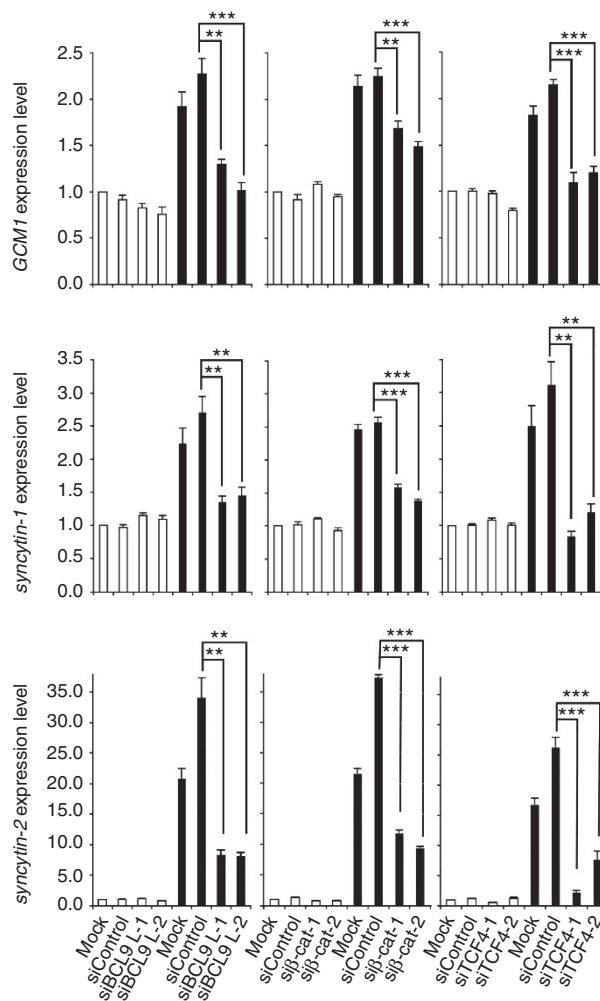 *** *** ***
** ** ***
2.5
2.0
1.5
1.0
0.5
0.0
GCM1 expression level
** *** **
** *** **
3.5
3.0
2.5
2.0
1.5
1.0
0.5
0.0
syncytin-1 expression level
** *** ***
** *** ***
35.0
30.0
25.0
20.0
15.0
10.0
5.0
0.0
syncytin-2 expression level
Mock
siControl
siBCL9 L-1
siBCL9 L-2
Mock
siControl
siBCL9 L-1
siBCL9 L-2
Mock
siControl
siβ-cat-1
siβ-cat-2
Mock
siControl
siβ-cat-1
siβ-cat-2
Mock
siControl
siTCF4-1
siTCF4-2
Mock
siControl
siTCF4-1
siTCF4-2